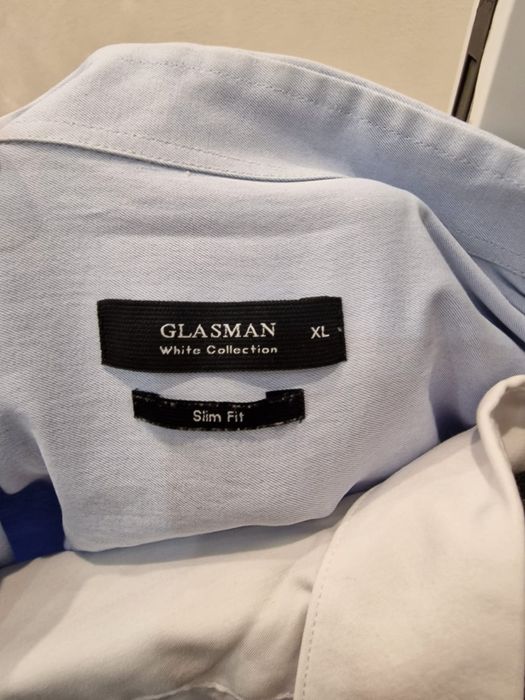 GLASMAN XL
White Collection
Slim Fit